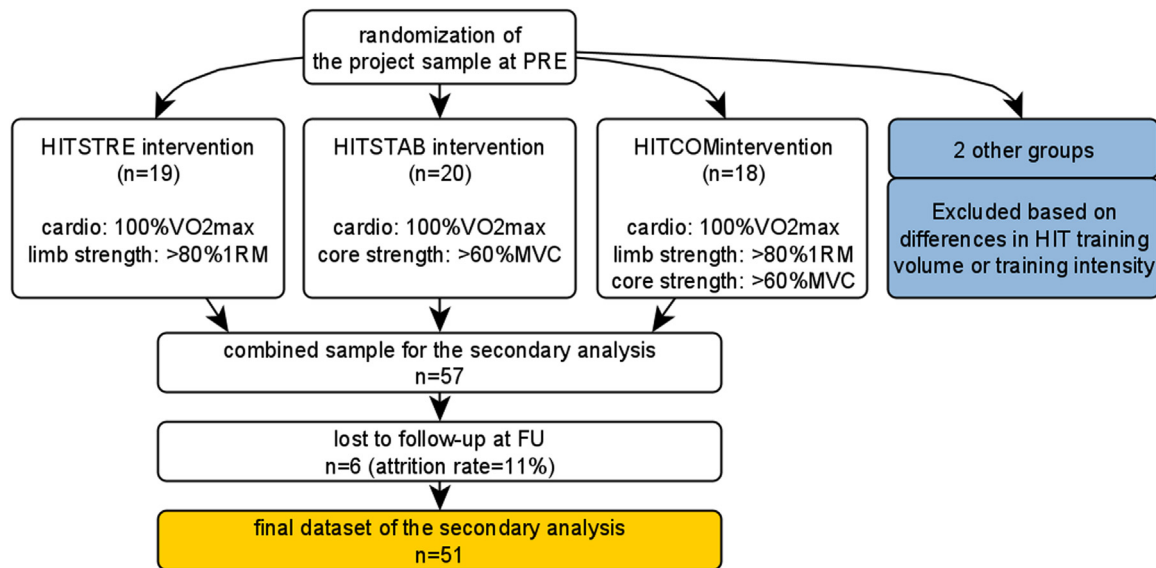 randomization of
the project sample at PRE
HITSTRE intervention
(n=19)
cardio: 100%VO2max
limb strength: >80%1RM
HITSTAB intervention
(n=20)
cardio: 100%VO2max
core strength: >60%MVC
HITCOMintervention
(n=18)
cardio: 100%VO2max
limb strength: >80%1RM
core strength: >60%MVC
2 other groups
Excluded based on
differences in HIT training
volume or training intensity
combined sample for the secondary analysis
n=57
lost to follow-up at FU
n=6 (attrition rate=11%)
final dataset of the secondary analysis
n=51